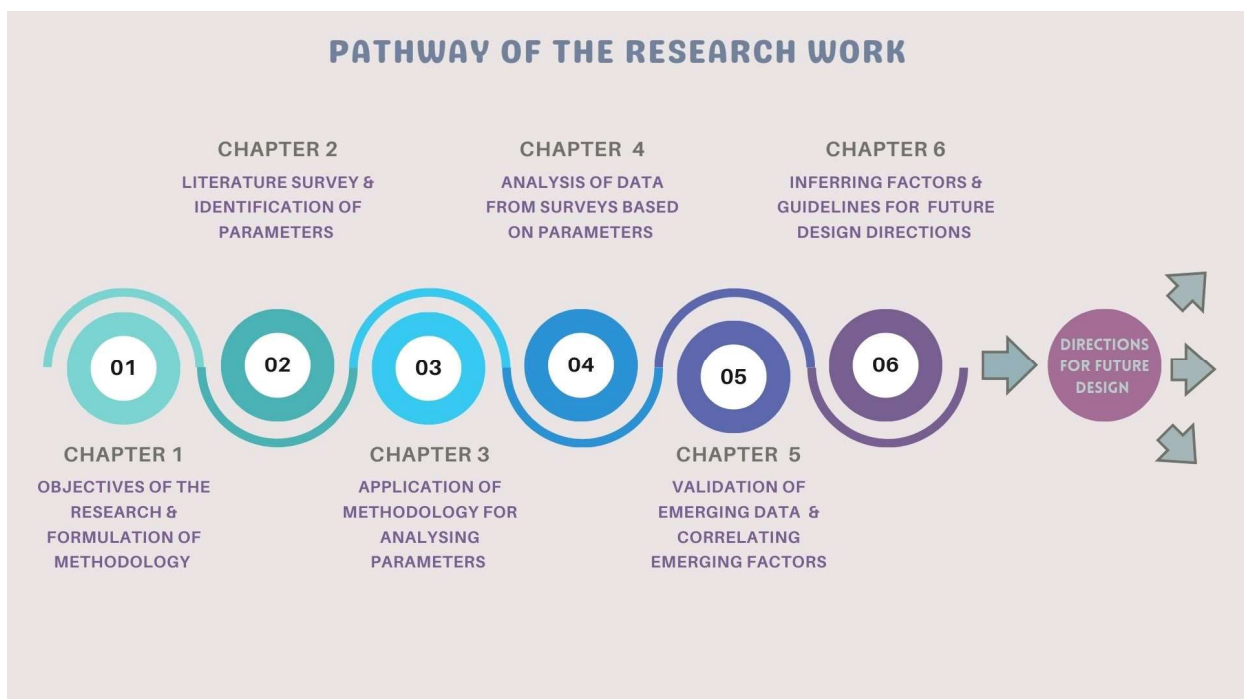 PATHWAY OF THE RESEARCH WORK
CHAPTER 2
LITERATURE SURVEY &
IDENTIFICATION OF
PARAMETERS
CHAPTER 4
ANALYSIS OF DATA
FROM SURVEYS BASED
ON PARAMETERS
CHAPTER 6
INFERRING FACTORS &
GUIDELINES FOR FUTURE
DESIGN DIRECTIONS
01
02
03
04
05
06
DIRECTIONS
FOR FUTURE
DESIGN
CHAPTER 1
OBJECTIVES OF THE
RESEARCH &
FORMULATION OF
METHODOLOGY
CHAPTER 3
APPLICATION OF
METHODOLOGY FOR
ANALYSING
PARAMETERS
CHAPTER 5
VALIDATION OF
EMERGING DATA &
CORRELATING
EMERGING FACTORS